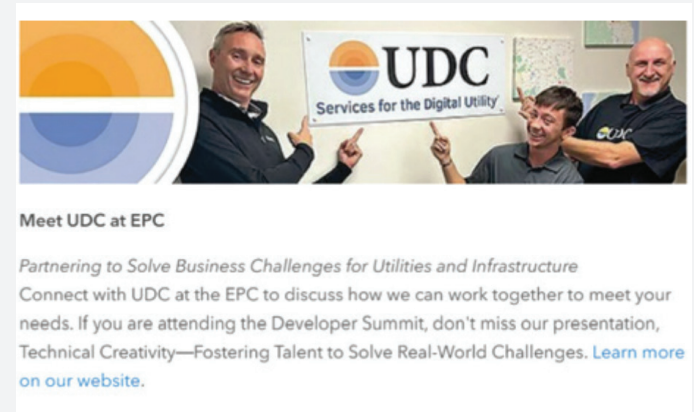 UDC
Services for the Digital Utility
UDC
Meet UDC at EPC
Partnering to Solve Business Challenges for Utilities and Infrastructure
Connect with UDC at the EPC to discuss how we can work together to meet your
needs. If you are attending the Developer Summit, don't miss our presentation,
Technical Creativity—Fostering Talent to Solve Real-World Challenges. Learn more
on our website.